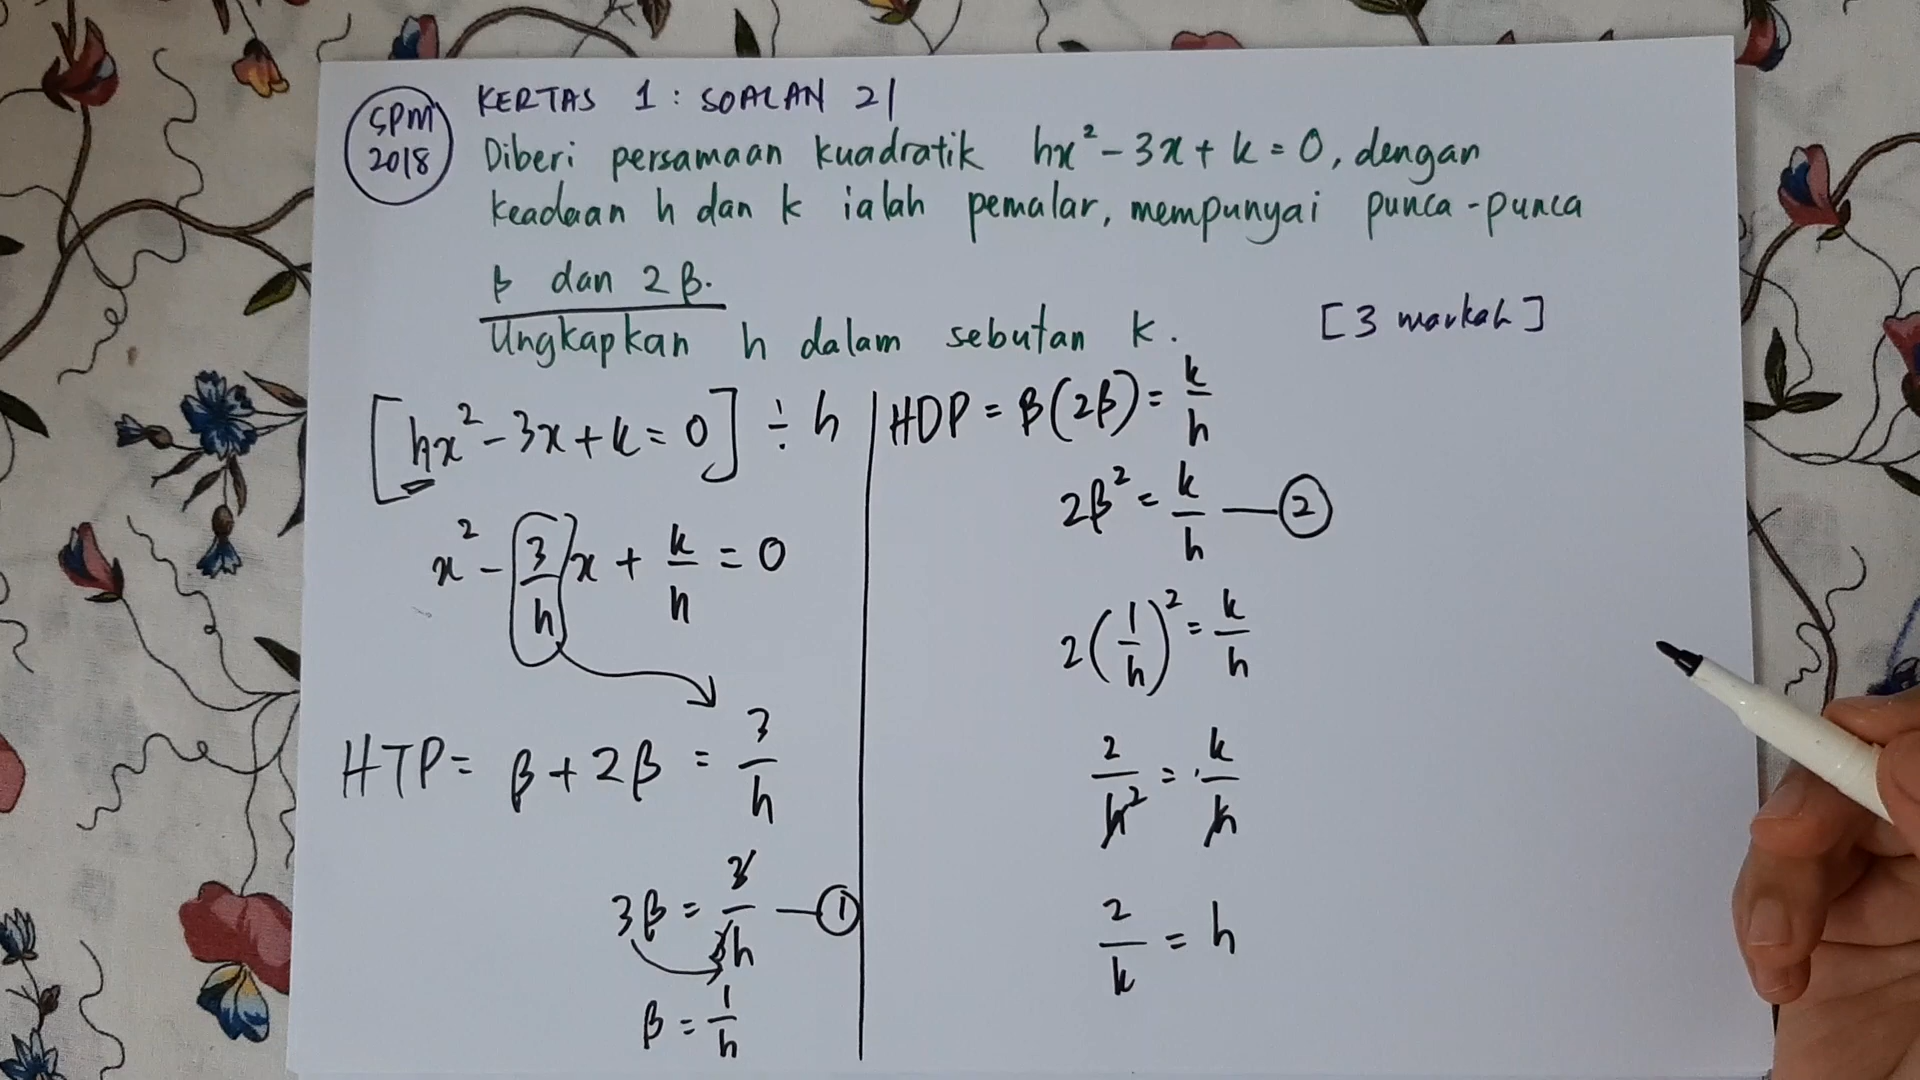 SPM
2018
KERTAS 1 : SOALAN 21
Diberi persamaan kuadratik hx² - 3x + k = 0, dengan
keadaan h dan k ialah pemalar, mempunyai punca-punca
β dan 2β.
Ungkapkan h dalam sebutan k.
[3 markah]
[hx² - 3x + k = 0] ÷ h
x² - (3/h)x + k/h = 0
HTP = β + 2β = 3/h
3β = 3/h — ①
β = 1/h
HDP = β(2β) = k/h
2β² = k/h — ②
2(1/h)² = k/h
2/h² = k/h
2/k = h